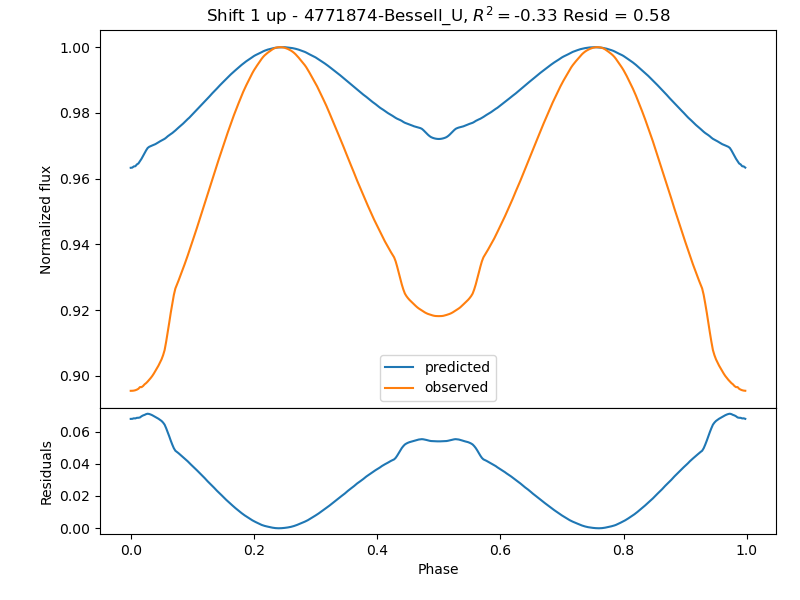 Shift 1 up - 4771874-Bessell_U, R² = -0.33 Resid = 0.58
1.00
0.98
0.96
0.94
0.92
0.90
Normalized flux
predicted
observed
0.06
0.04
0.02
0.00
Residuals
0.0 0.2 0.4 0.6 0.8 1.0
Phase